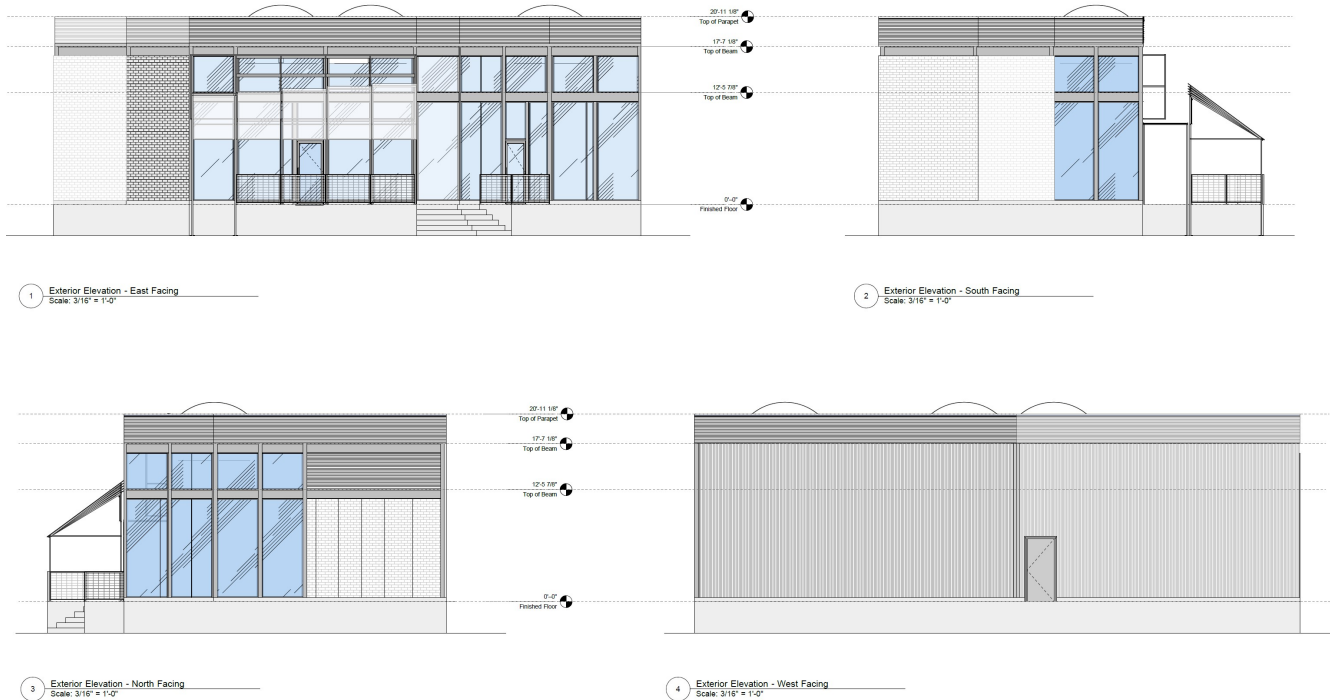 20'-11 1/8"
Top of Parapet
17'-7 1/8"
Top of Beam
12'-5 7/8"
Top of Beam
0'-0"
Finished Floor
1
Exterior Elevation - East Facing
Scale: 3/16" = 1'-0"
2
Exterior Elevation - South Facing
Scale: 3/16" = 1'-0"
20'-11 1/8"
Top of Parapet
17'-7 1/8"
Top of Beam
12'-5 7/8"
Top of Beam
0'-0"
Finished Floor
3
Exterior Elevation - North Facing
Scale: 3/16" = 1'-0"
4
Exterior Elevation - West Facing
Scale: 3/16" = 1'-0"